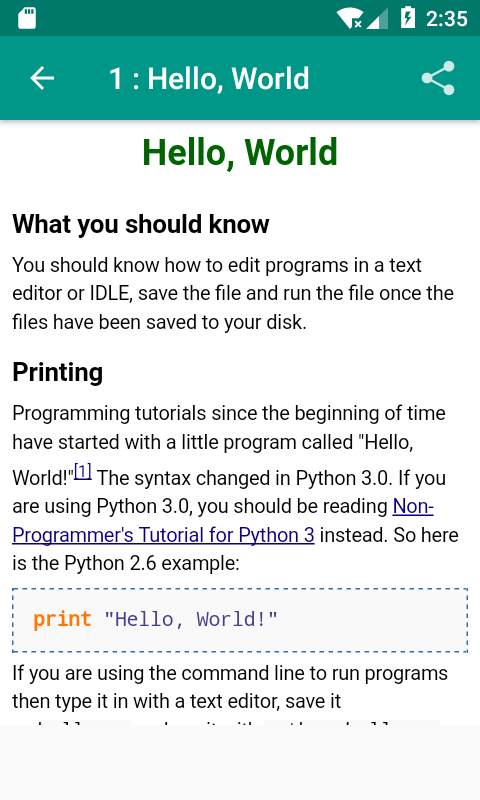 2:35
1 : Hello, World
Hello, World
What you should know
You should know how to edit programs in a text
editor or IDLE, save the file and run the file once the
files have been saved to your disk.
Printing
Programming tutorials since the beginning of time
have started with a little program called "Hello,
World!"[1] The syntax changed in Python 3.0. If you
are using Python 3.0, you should be reading Non-
Programmer's Tutorial for Python 3 instead. So here
is the Python 2.6 example:
print "Hello, World!"
If you are using the command line to run programs
then type it in with a text editor, save it